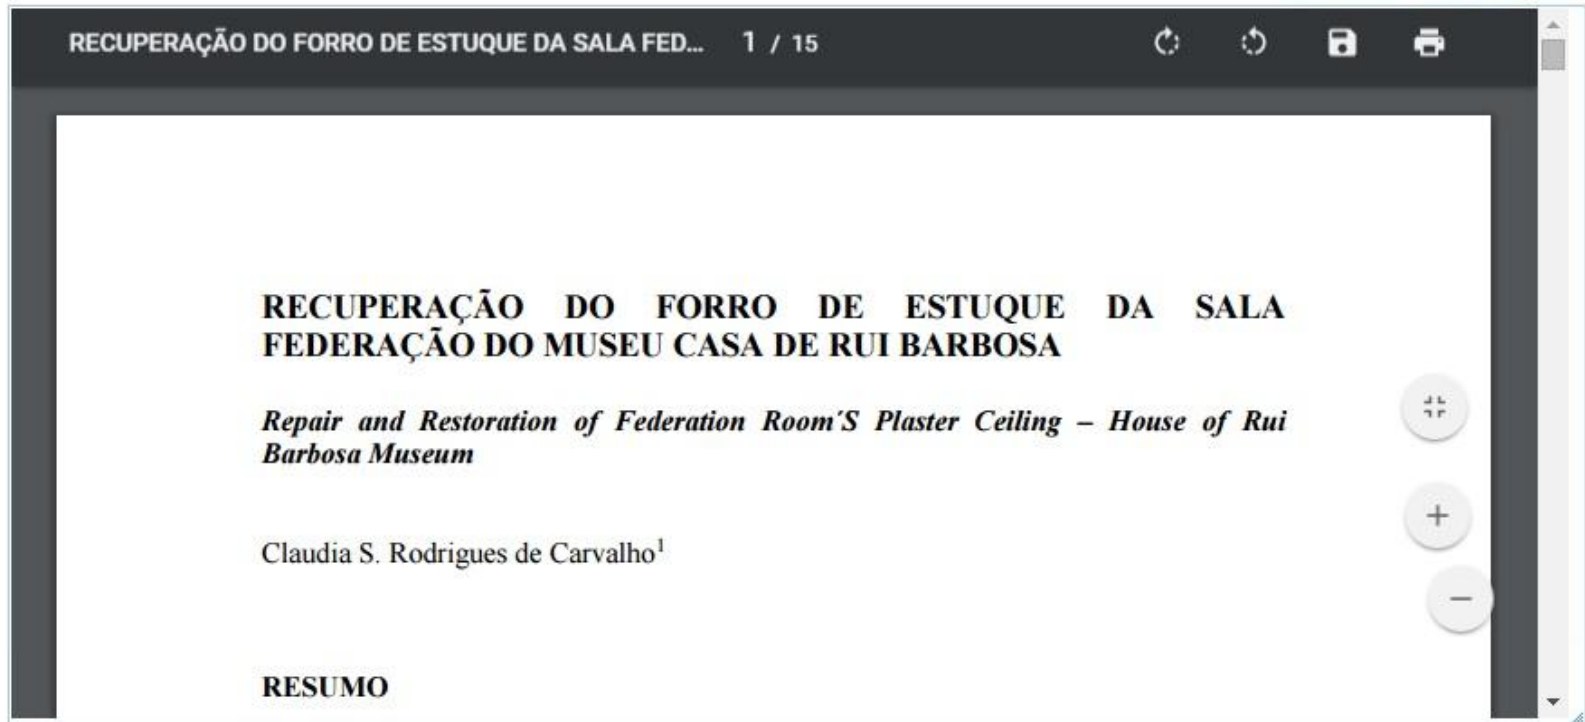 RECUPERAÇÃO DO FORRO DE ESTUQUE DA SALA FED... 1 / 15
RECUPERAÇÃO DO FORRO DE ESTUQUE DA SALA
FEDERAÇÃO DO MUSEU CASA DE RUI BARBOSA
Repair and Restoration of Federation Room´S Plaster Ceiling – House of Rui
Barbosa Museum
Claudia S. Rodrigues de Carvalho¹
RESUMO